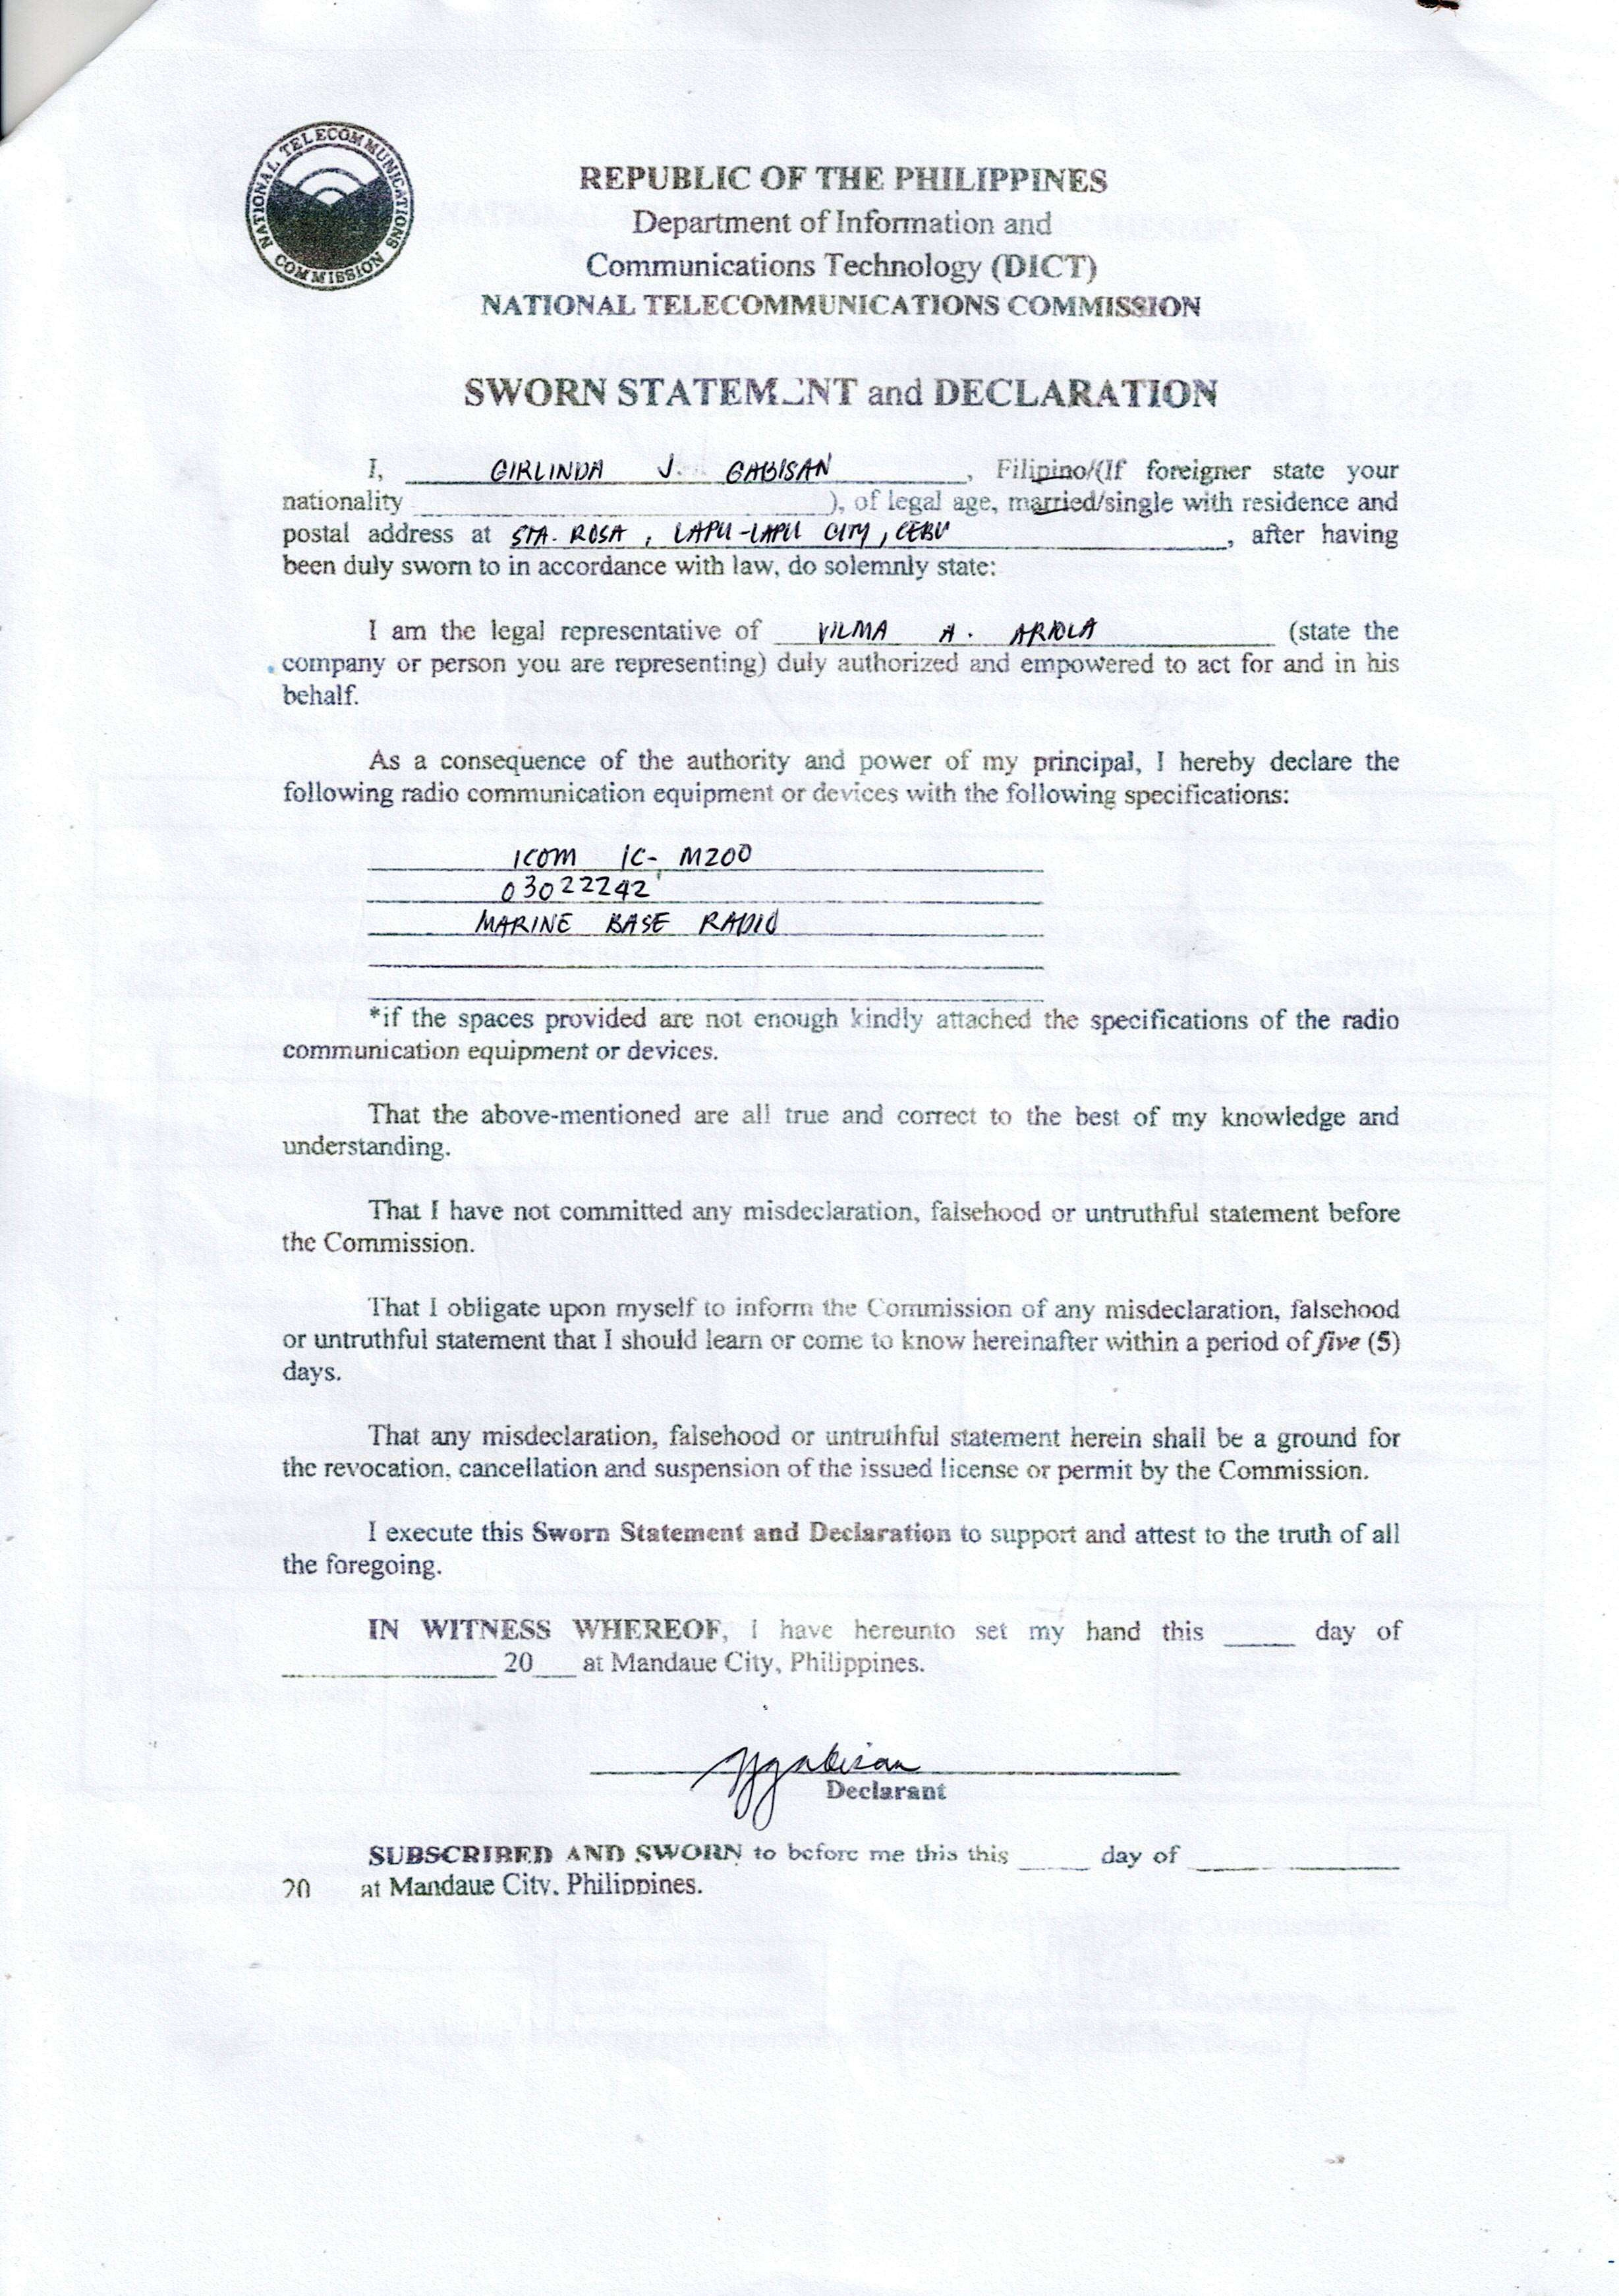 NATIONAL TELECOMMUNICATIONS COMMISSION
REPUBLIC OF THE PHILIPPINES
Department of Information and
Communications Technology (DICT)
NATIONAL TELECOMMUNICATIONS COMMISSION
SWORN STATEMENT and DECLARATION
I, GIRLINDA J. GABISAN, Filipino/(If foreigner state your
nationality ____________________), of legal age, married/single with residence and
postal address at STA. ROSA, LAPU-LAPU CITY, CEBU, after having
been duly sworn to in accordance with law, do solemnly state:
I am the legal representative of VILMA A. ARIOLA (state the
company or person you are representing) duly authorized and empowered to act for and in his
behalf.
As a consequence of the authority and power of my principal, I hereby declare the
following radio communication equipment or devices with the following specifications:
ICOM IC-M200
03022242
MARINE BASE RADIO
*if the spaces provided are not enough kindly attached the specifications of the radio
communication equipment or devices.
That the above-mentioned are all true and correct to the best of my knowledge and
understanding.
That I have not committed any misdeclaration, falsehood or untruthful statement before
the Commission.
That I obligate upon myself to inform the Commission of any misdeclaration, falsehood
or untruthful statement that I should learn or come to know hereinafter within a period of five (5)
days.
That any misdeclaration, falsehood or untruthful statement herein shall be a ground for
the revocation, cancellation and suspension of the issued license or permit by the Commission.
I execute this Sworn Statement and Declaration to support and attest to the truth of all
the foregoing.
IN WITNESS WHEREOF, I have hereunto set my hand this _____ day of
_______________ 20___ at Mandaue City, Philippines.
Declarant
SUBSCRIBED AND SWORN to before me this this _____ day of _______________
20 at Mandaue City, Philippines.